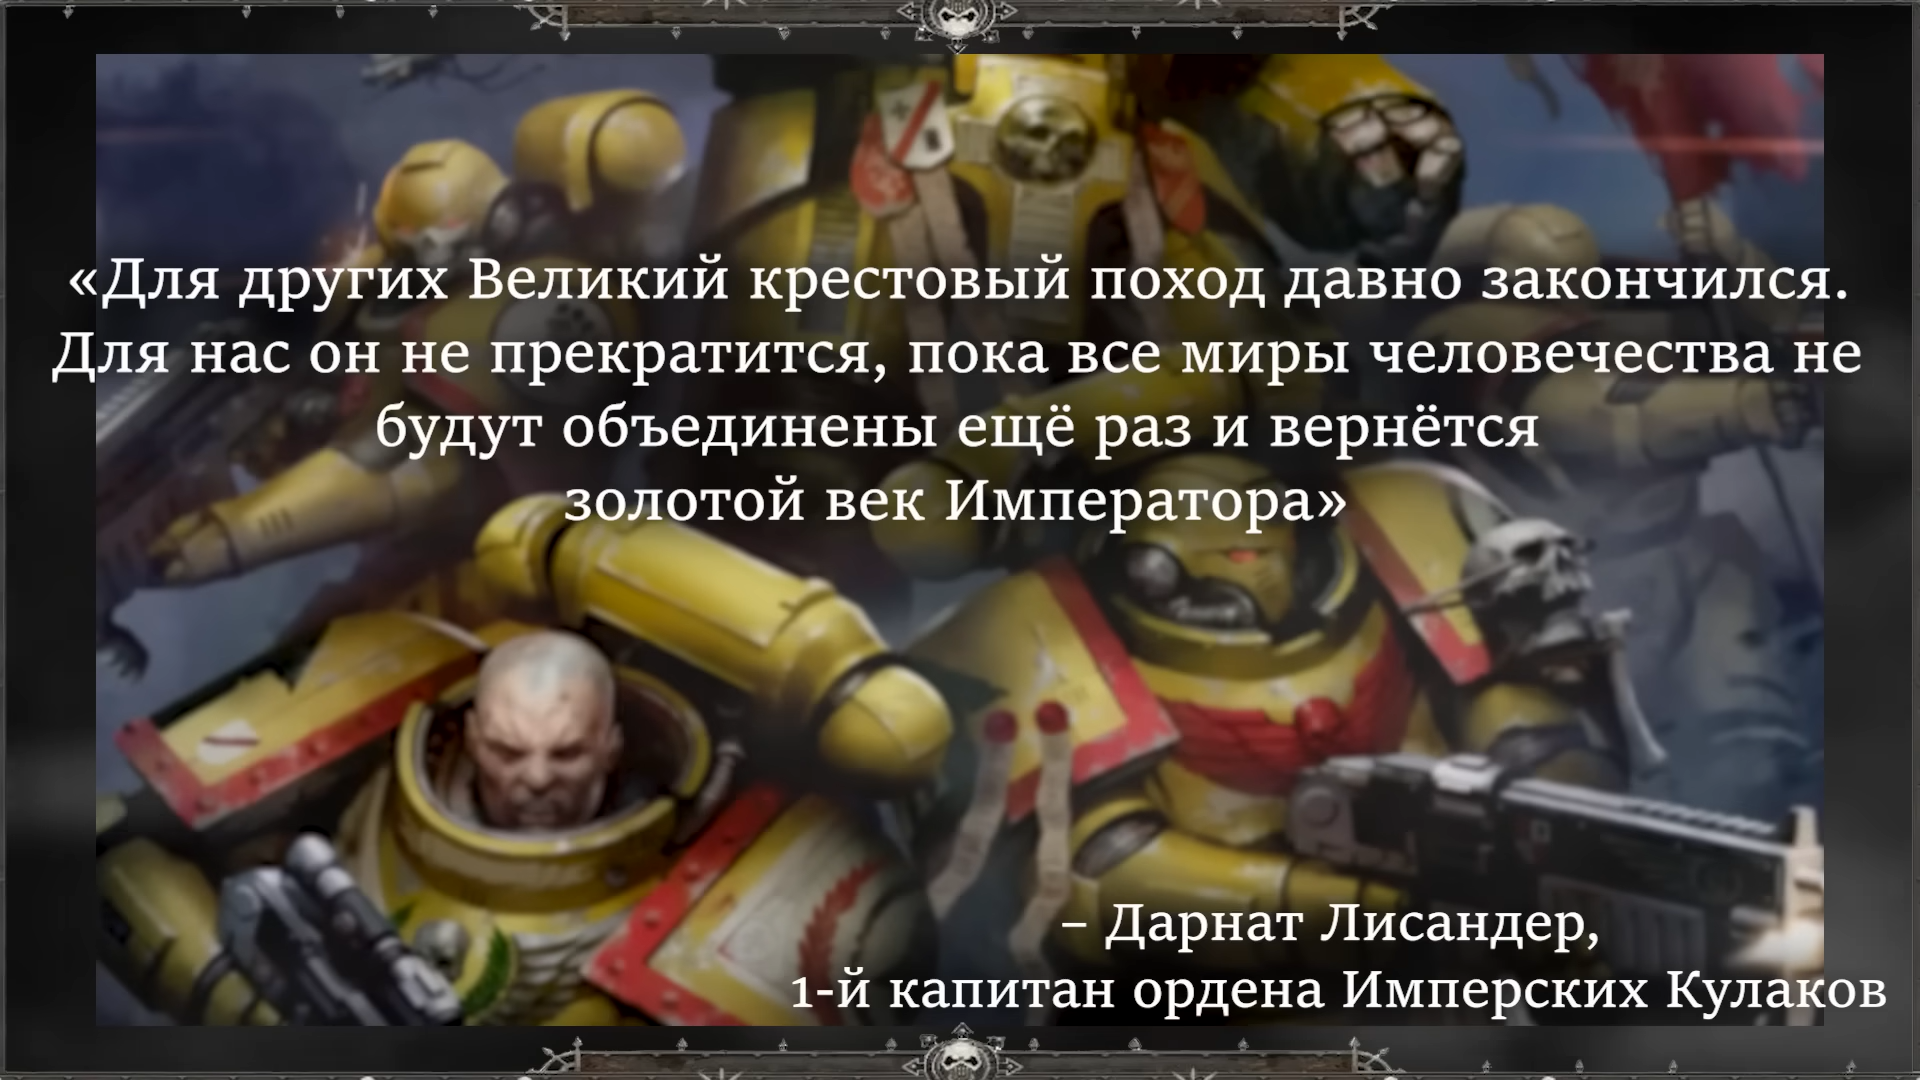 «Для других Великий крестовый поход давно закончился.
Для нас он не прекратится, пока все миры человечества не
будут объединены ещё раз и вернётся
золотой век Императора»
– Дарнат Лисандер,
1-й капитан ордена Имперских Кулаков